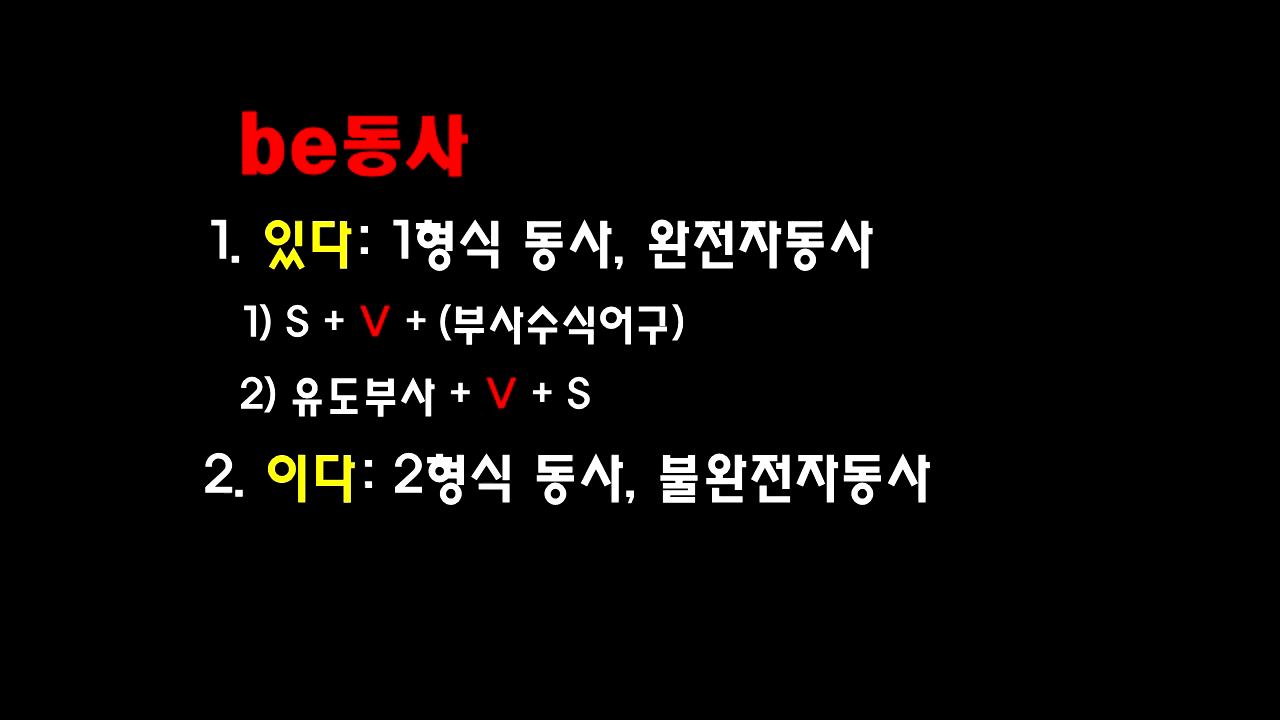 be동사
1. 있다: 1형식 동사, 완전자동사
1) S + V + (부사수식어구)
2) 유도부사 + V + S
2. 이다: 2형식 동사, 불완전자동사